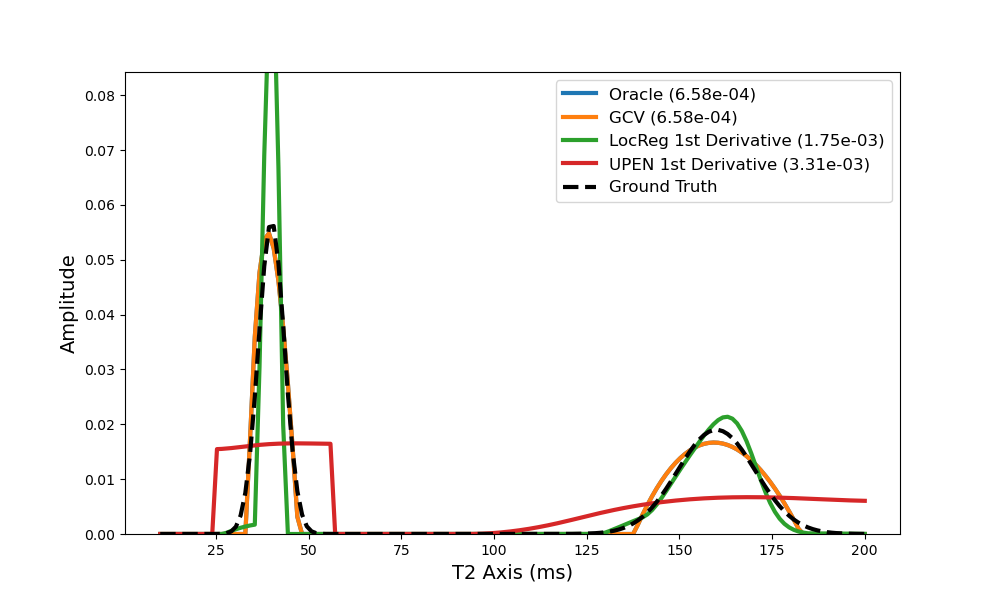 Oracle (6.58e-04)
GCV (6.58e-04)
LocReg 1st Derivative (1.75e-03)
UPEN 1st Derivative (3.31e-03)
Ground Truth
Amplitude
0.08
0.07
0.06
0.05
0.04
0.03
0.02
0.01
0.00
25
50
75
100
125
150
175
200
T2 Axis (ms)